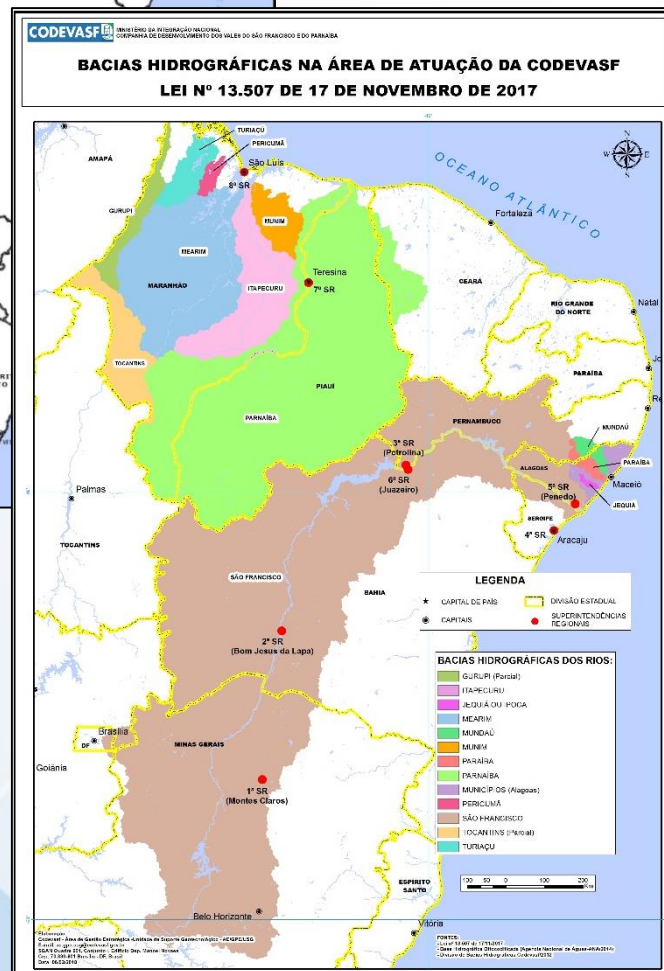 CODEVASF
MINISTÉRIO DA INTEGRAÇÃO NACIONAL
COMPANHIA DE DESENVOLVIMENTO DOS VALES DO SÃO FRANCISCO E DO PARNAÍBA
BACIAS HIDROGRÁFICAS NA ÁREA DE ATUAÇÃO DA CODEVASF
LEI Nº 13.507 DE 17 DE NOVEMBRO DE 2017
TURIAÇÚ
PERICUMÃ
AMAPÁ
São Luís
8ª SR
OCEANO ATLÂNTICO
GURUPI
MUNIM
Fortaleza
MEARIM
MARANHÃO
ITAPECURU
Teresina
7ª SR
CEARÁ
RIO GRANDE
DO NORTE
Natal
TOCANTINS
PIAUÍ
PARAÍBA
PARNAÍBA
PERNAMBUCO
MUNDAÚ
3ª SR
(Petrolina)
6ª SR
(Juazeiro)
ALAGOAS
PARAÍBA
Maceió
5ª SR
(Penedo)
JEQUIÁ
Palmas
SERGIPE
4ª SR
Aracaju
TOCANTINS
SÃO FRANCISCO
BAHIA
LEGENDA
CAPITAL DE PAÍS
DIVISÃO ESTADUAL
CAPITAIS
SUPERINTENDÊNCIAS
REGIONAIS
2ª SR
(Bom Jesus da Lapa)
BACIAS HIDROGRÁFICAS DOS RIOS:
GURUPI (Parcial)
ITAPECURU
JEQUIÁ OU POCA
MEARIM
MUNDAÚ
MUNIM
PARAÍBA
PARNAÍBA
MUNICÍPIOS (Alagoas)
PERICUMÃ
SÃO FRANCISCO
TOCANTINS (Parcial)
TURIAÇU
Brasília
DF
MINAS GERAIS
Goiânia
1ª SR
(Montes Claros)
ESPÍRITO
SANTO
Belo Horizonte
Vitória
FONTES: